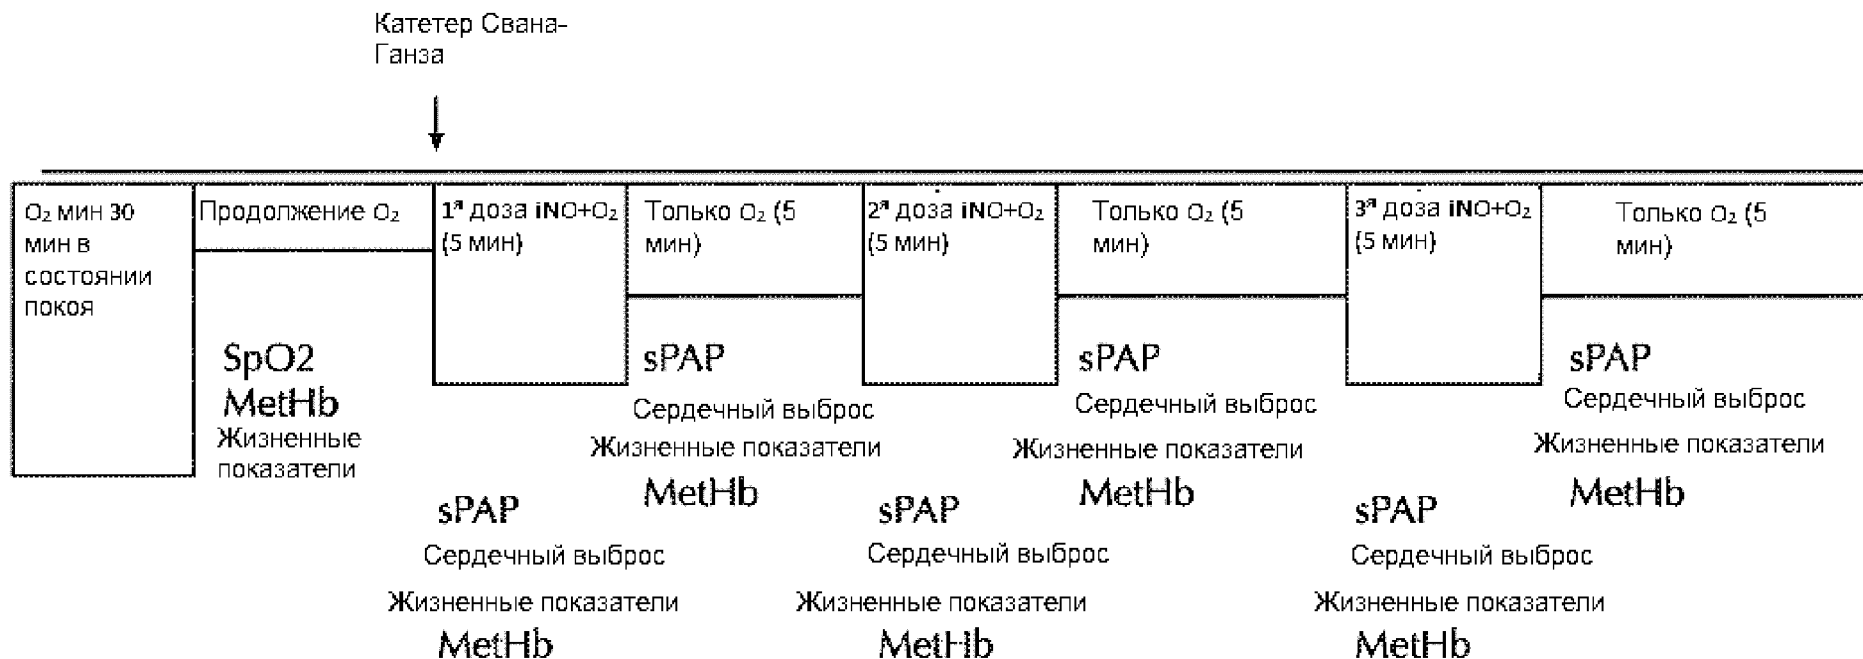 Катетер Свана-
Ганза
O₂ мин 30
мин в
состоянии
покоя
Продолжение O₂
1ª доза iNO+O₂
(5 мин)
Только O₂ (5
мин)
2ª доза iNO+O₂
(5 мин)
Только O₂ (5
мин)
3ª доза iNO+O₂
(5 мин)
Только O₂ (5
мин)
SpO2
MetHb
Жизненные
показатели
sPAP
Сердечный выброс
Жизненные показатели
MetHb
sPAP
Сердечный выброс
Жизненные показатели
MetHb
sPAP
Сердечный выброс
Жизненные показатели
MetHb
sPAP
Сердечный выброс
Жизненные показатели
MetHb
sPAP
Сердечный выброс
Жизненные показатели
MetHb
sPAP
Сердечный выброс
Жизненные показатели
MetHb